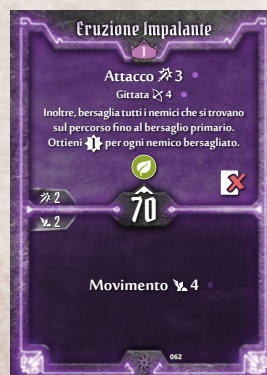 Eruzione Impalante
1
Attacco 3
Gittata 4
Inoltre, bersaglia tutti i nemici che si trovano
sul percorso fino al bersaglio primario.
Ottieni 1 per ogni nemico bersagliato.
2
70
2
Movimento 4
062